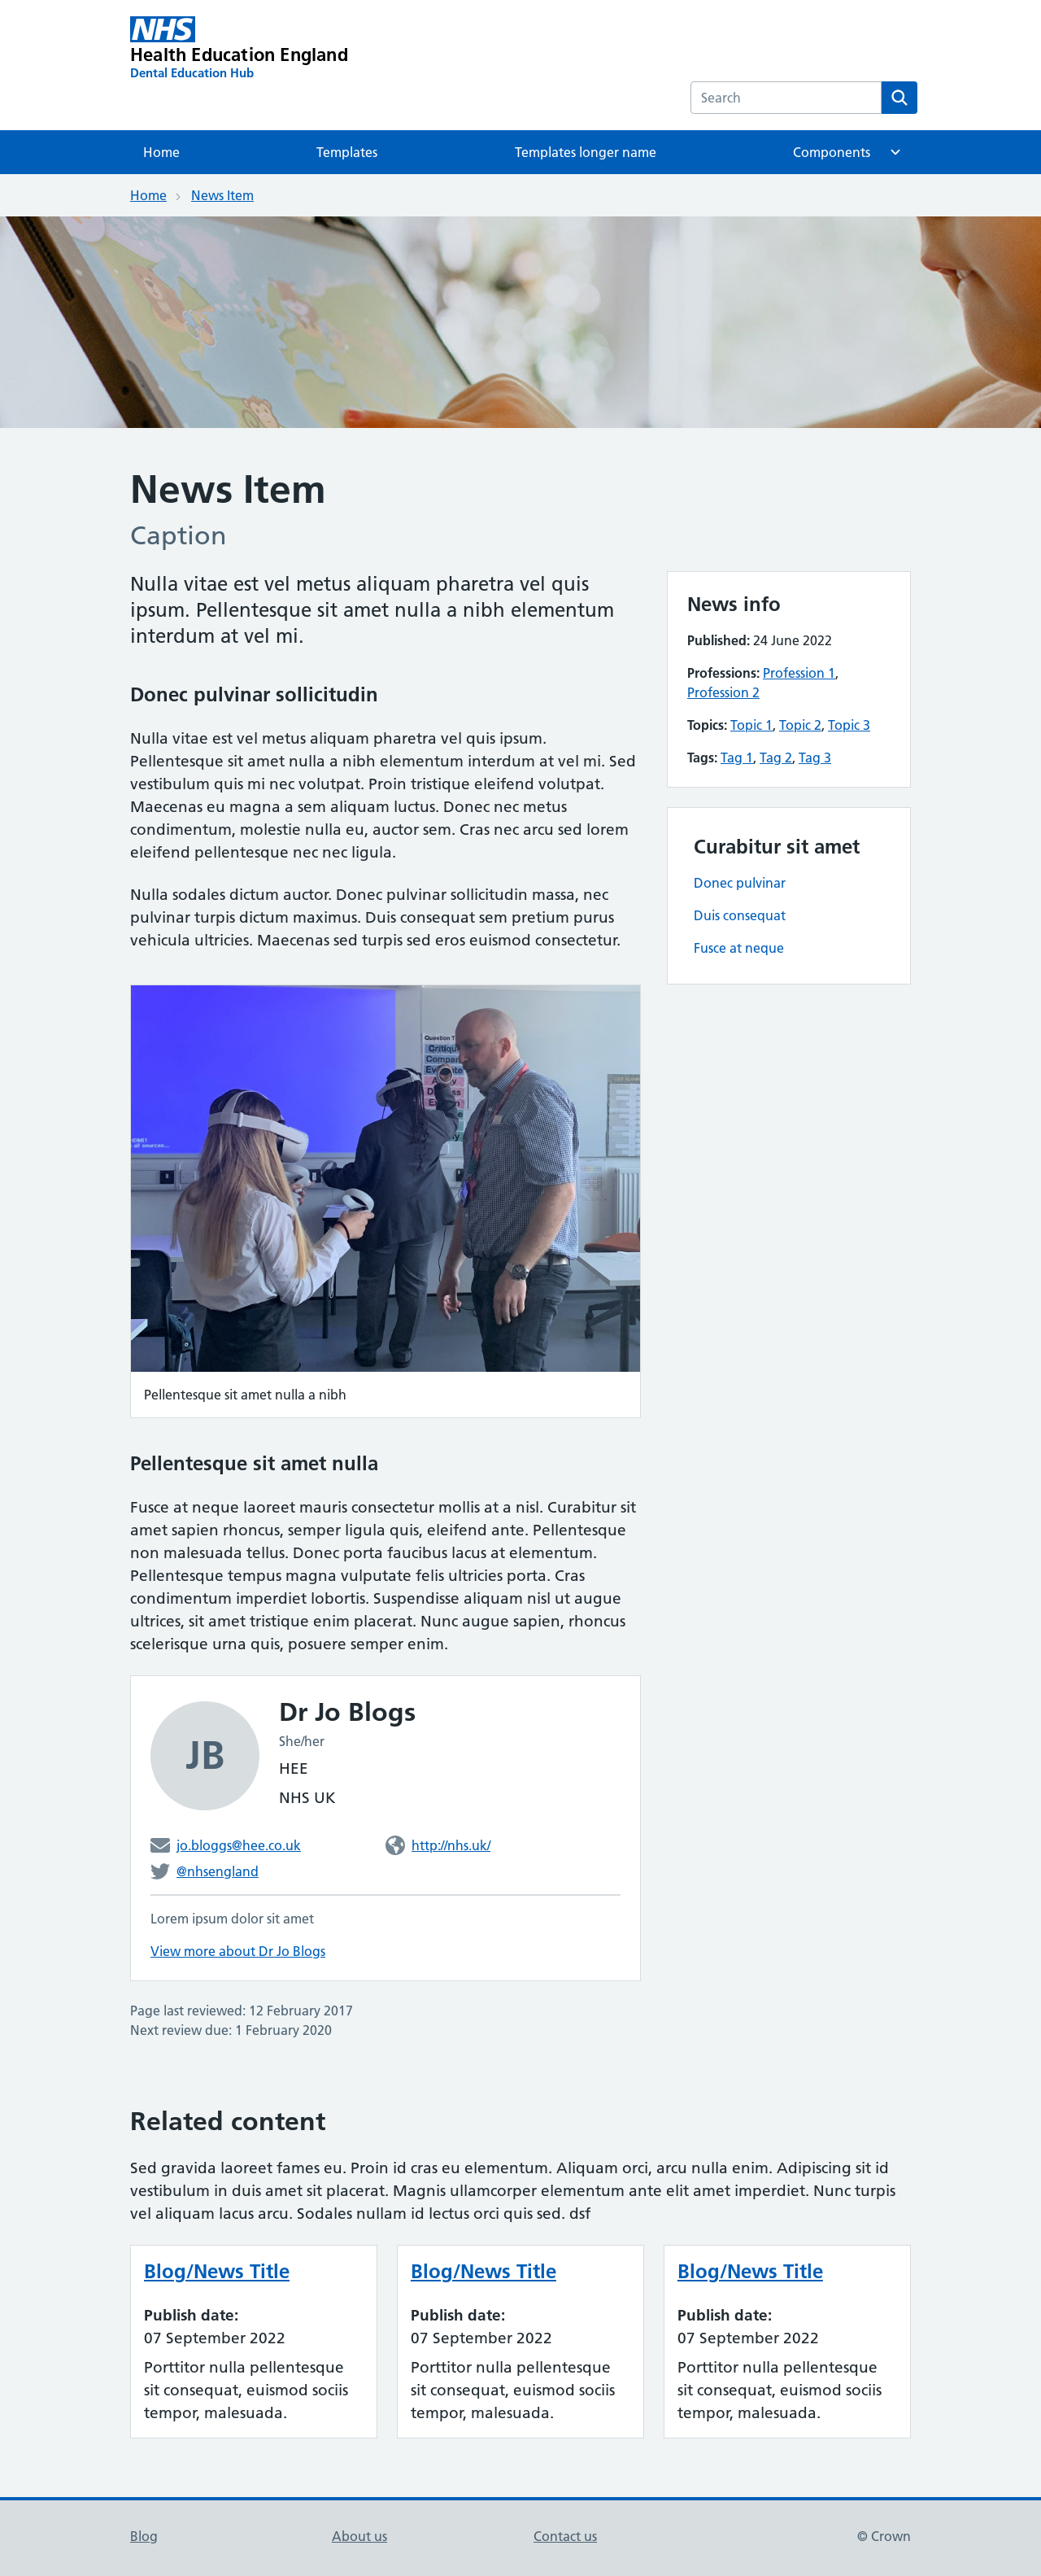 NHS
Health Education England
Dental Education Hub
Search
Home
Templates
Templates longer name
Components
Home
News Item
News Item
Caption
Nulla vitae est vel metus aliquam pharetra vel quis
ipsum. Pellentesque sit amet nulla a nibh elementum
interdum at vel mi.
Donec pulvinar sollicitudin
Nulla vitae est vel metus aliquam pharetra vel quis ipsum.
Pellentesque sit amet nulla a nibh elementum interdum at vel mi. Sed
vestibulum quis mi nec volutpat. Proin tristique eleifend volutpat.
Maecenas eu magna a sem aliquam luctus. Donec nec metus
condimentum, molestie nulla eu, auctor sem. Cras nec arcu sed lorem
eleifend pellentesque nec nec ligula.
Nulla sodales dictum auctor. Donec pulvinar sollicitudin massa, nec
pulvinar turpis dictum maximus. Duis consequat sem pretium purus
vehicula ultricies. Maecenas sed turpis sed eros euismod consectetur.
Question
Pellentesque sit amet nulla a nibh
Pellentesque sit amet nulla
Fusce at neque laoreet mauris consectetur mollis at a nisl. Curabitur sit
amet sapien rhoncus, semper ligula quis, eleifend ante. Pellentesque
non malesuada tellus. Donec porta faucibus lacus at elementum.
Pellentesque tempus magna vulputate felis ultricies porta. Cras
condimentum imperdiet lobortis. Suspendisse aliquam nisl ut augue
ultrices, sit amet tristique enim placerat. Nunc augue sapien, rhoncus
scelerisque urna quis, posuere semper enim.
JB
Dr Jo Blogs
She/her
HEE
NHS UK
jo.bloggs@hee.co.uk
http://nhs.uk/
@nhsengland
Lorem ipsum dolor sit amet
View more about Dr Jo Blogs
Page last reviewed: 12 February 2017
Next review due: 1 February 2020
News info
Published: 24 June 2022
Professions: Profession 1,
Profession 2
Topics: Topic 1, Topic 2, Topic 3
Tags: Tag 1, Tag 2, Tag 3
Curabitur sit amet
Donec pulvinar
Duis consequat
Fusce at neque
Related content
Sed gravida laoreet fames eu. Proin id cras eu elementum. Aliquam orci, arcu nulla enim. Adipiscing sit id
vestibulum in duis amet sit placerat. Magnis ullamcorper elementum ante elit amet imperdiet. Nunc turpis
vel aliquam lacus arcu. Sodales nullam id lectus orci quis sed. dsf
Blog/News Title
Publish date:
07 September 2022
Porttitor nulla pellentesque
sit consequat, euismod sociis
tempor, malesuada.
Blog/News Title
Publish date:
07 September 2022
Porttitor nulla pellentesque
sit consequat, euismod sociis
tempor, malesuada.
Blog/News Title
Publish date:
07 September 2022
Porttitor nulla pellentesque
sit consequat, euismod sociis
tempor, malesuada.
Blog
About us
Contact us
© Crown